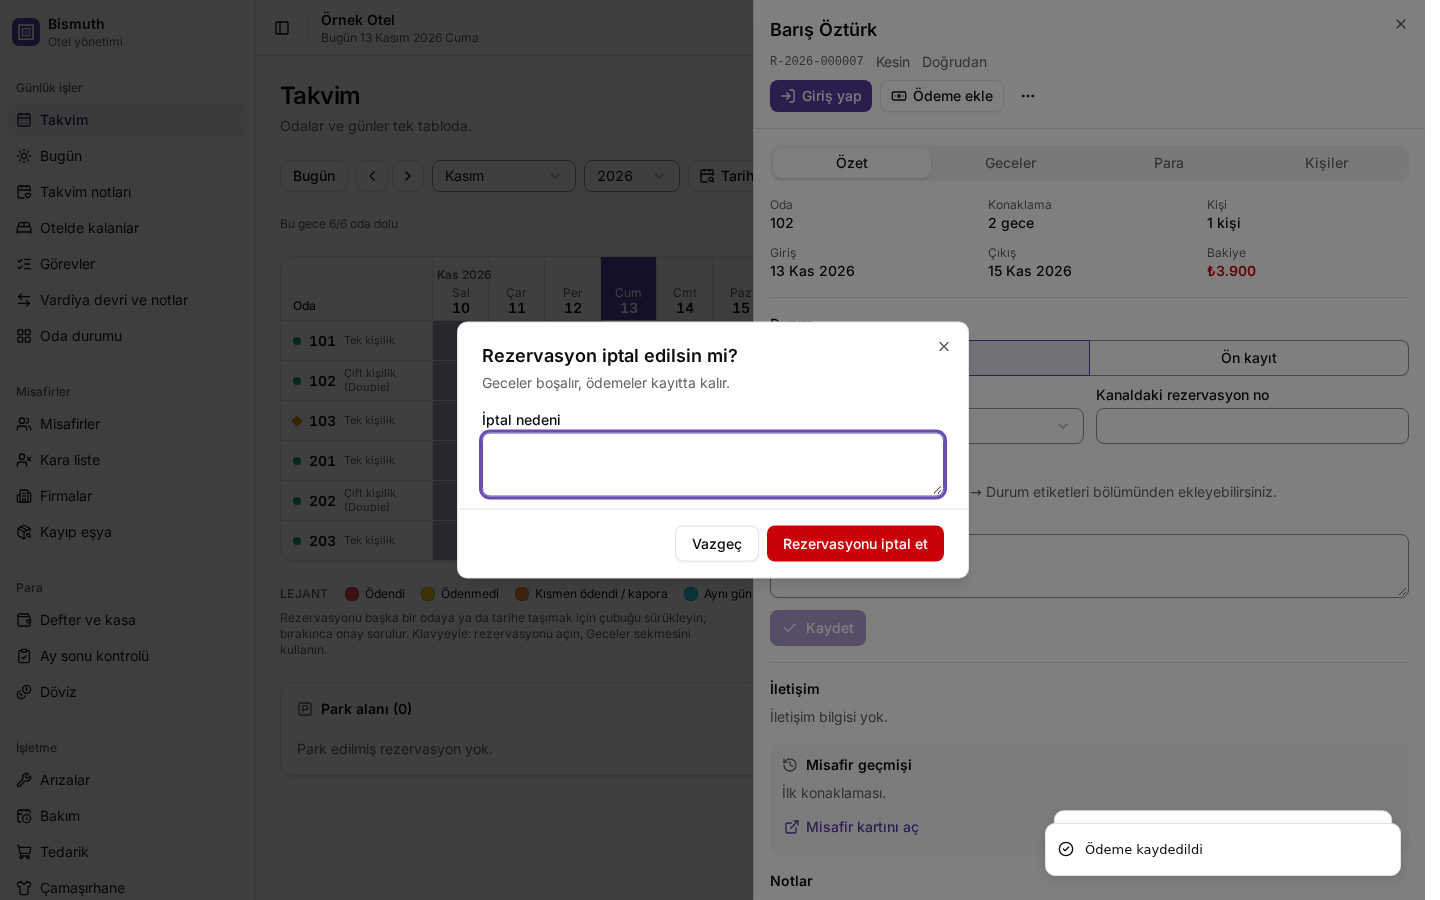 Bismuth
Otel yönetimi
Günlük işler
Takvim
Bugün
Takvim notları
Otelde kalanlar
Görevler
Vardiya devri ve notlar
Oda durumu
Misafirler
Misafirler
Kara liste
Firmalar
Kayıp eşya
Para
Defter ve kasa
Ay sonu kontrolü
Döviz
İşletme
Arızalar
Bakım
Tedarik
Çamaşırhane
Örnek Otel
Bugün 13 Kasım 2026 Cuma
Takvim
Odalar ve günler tek tabloda.
Bugün
Kasım
2026
Tarih
Bu gece 6/6 oda dolu
Kas 2026
Oda
Sal 10
Çar 11
Per 12
Cum 13
Cmt 14
Paz 15
101 Tek kişilik
102 Çift kişilik (Double)
103 Tek kişilik
201 Tek kişilik
202 Çift kişilik (Double)
203 Tek kişilik
LEJANT Ödendi Ödenmedi Kısmen ödendi / kapora Aynı gün
Rezervasyonu başka bir odaya ya da tarihe taşımak için çubuğu sürükleyin;
bırakınca onay sorulur. Klavyeyle: rezervasyonu açın, Geceler sekmesini
kullanın.
Park alanı (0)
Park edilmiş rezervasyon yok.
Barış Öztürk
R-2026-000007 Kesin Doğrudan
Giriş yap
Ödeme ekle
Özet
Geceler
Para
Kişiler
Oda
102
Konaklama
2 gece
Kişi
1 kişi
Giriş
13 Kas 2026
Çıkış
15 Kas 2026
Bakiye
₺3.900
Ön kayıt
Kanaldaki rezervasyon no
→ Durum etiketleri bölümünden ekleyebilirsiniz.
Kaydet
İletişim
İletişim bilgisi yok.
Misafir geçmişi
İlk konaklaması.
Misafir kartını aç
Notlar
Rezervasyon iptal edilsin mi?
Geceler boşalır, ödemeler kayıtta kalır.
İptal nedeni
Vazgeç
Rezervasyonu iptal et
Ödeme kaydedildi